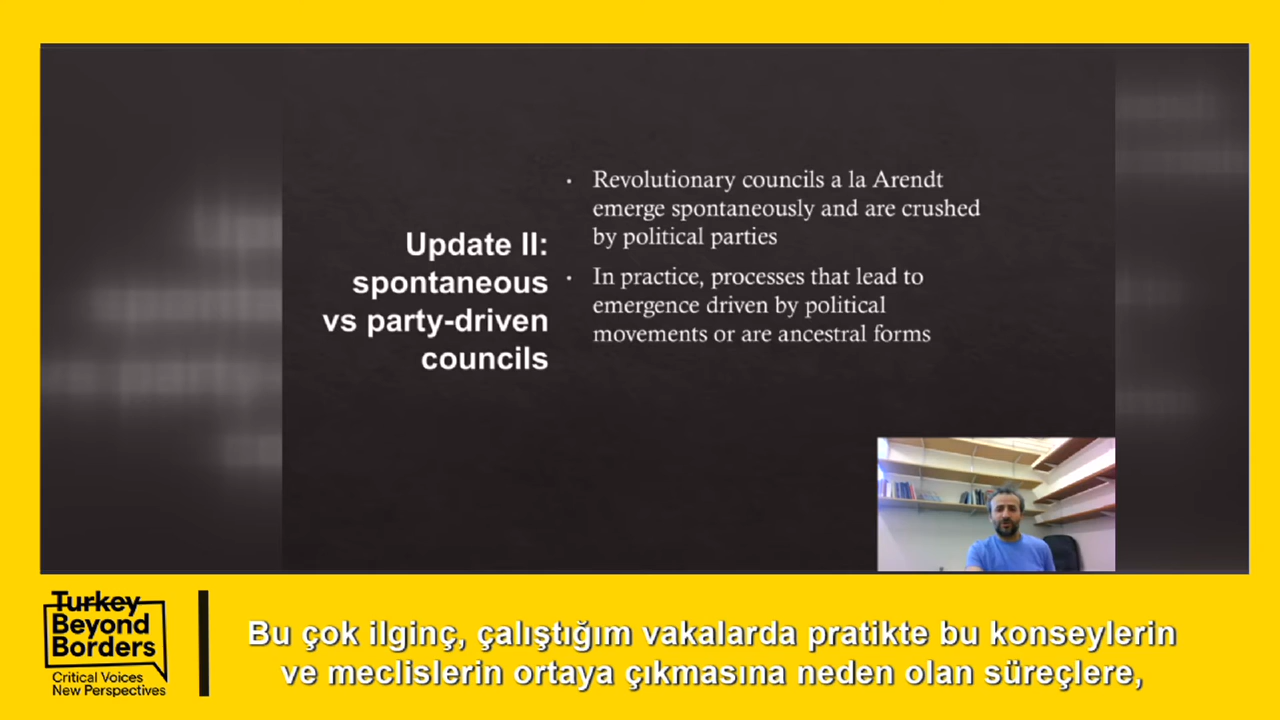 Update II:
spontaneous
vs party-driven
councils
• Revolutionary councils a la Arendt
emerge spontaneously and are crushed
by political parties
• In practice, processes that lead to
emergence driven by political
movements or are ancestral forms
Turkey
Beyond
Borders
Critical Voices
New Perspectives
Bu çok ilginç, çalıştığım vakalarda pratikte bu konseylerin
ve meclislerin ortaya çıkmasına neden olan süreçlere,